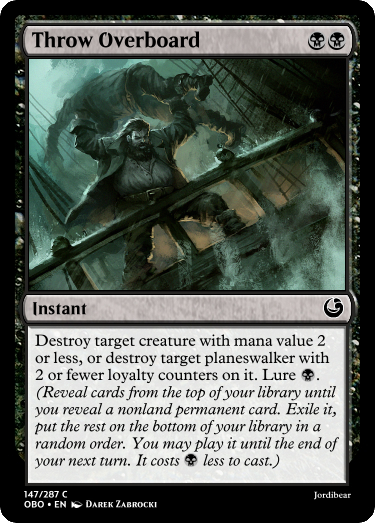 Throw Overboard
Instant
Destroy target creature with mana value 2
or less, or destroy target planeswalker with
2 or fewer loyalty counters on it. Lure .
(Reveal cards from the top of your library until
you reveal a nonland permanent card. Exile it,
put the rest on the bottom of your library in a
random order. You may play it until the end of
your next turn. It costs less to cast.)
147/287 C
OBO • EN DAREK ZABROCKI
Jordibear